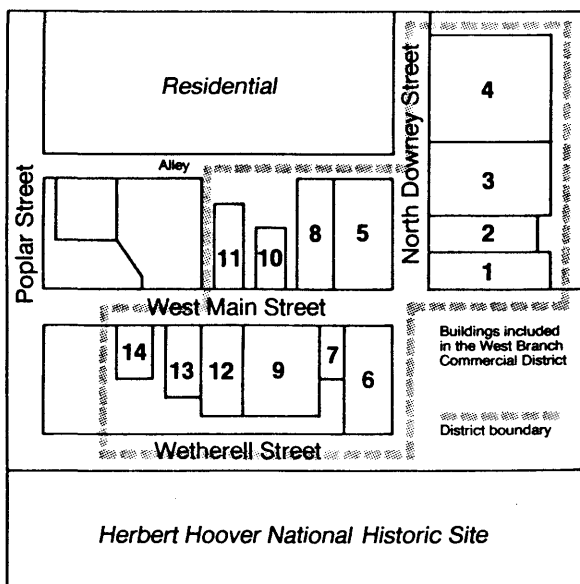 Residential
North Downey Street
4
Alley
3
Poplar Street
11
10
8
5
2
1
West Main Street
14
13
12
9
7
6
Buildings included
in the West Branch
Commercial District
District boundary
Wetherell Street
Herbert Hoover National Historic Site